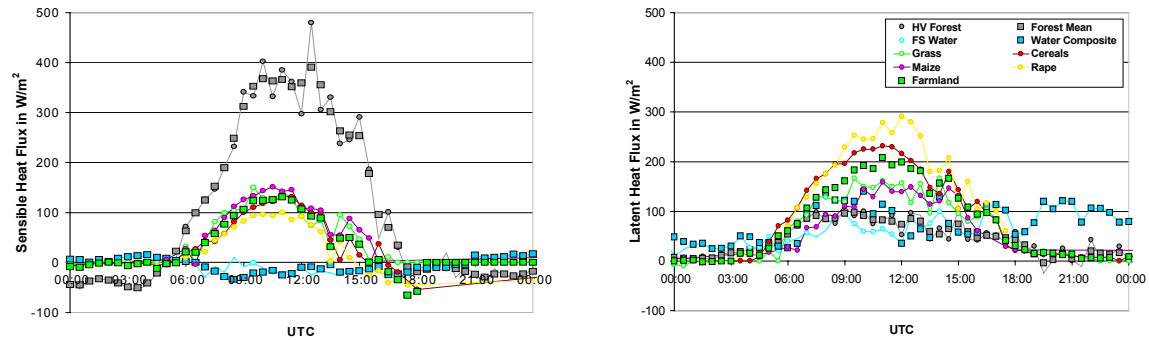 500
400
300
200
100
0
-100
Sensible Heat Flux in W/m²
00:00 03:00 06:00 09:00 12:00 15:00 18:00 21:00 00:00
UTC
500
400
300
200
100
0
-100
Latent Heat Flux in W/m²
HV Forest Forest Mean
FS Water Water Composite
Grass Cereals
Maize Rape
Farmland
00:00 03:00 06:00 09:00 12:00 15:00 18:00 21:00 00:00
UTC